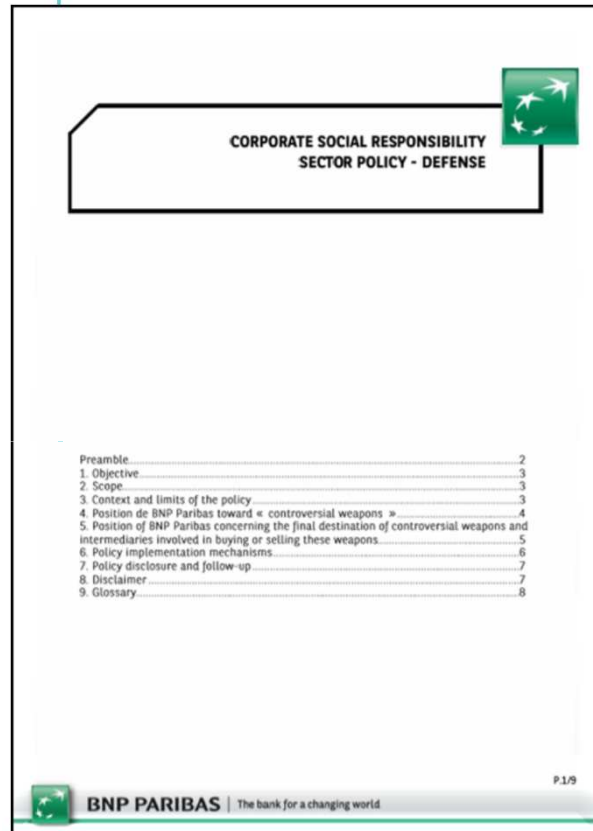 CORPORATE SOCIAL RESPONSIBILITY
SECTOR POLICY - DEFENSE
Preamble.....2
1. Objective.....3
2. Scope.....3
3. Context and limits of the policy.....3
4. Position de BNP Paribas toward « controversial weapons ».....4
5. Position of BNP Paribas concerning the final destination of controversial weapons and
intermediaries involved in buying or selling these weapons.....5
6. Policy implementation mechanisms.....6
7. Policy disclosure and follow-up.....7
8. Disclaimer.....7
9. Glossary.....8
P.1/9
BNP PARIBAS | The bank for a changing world